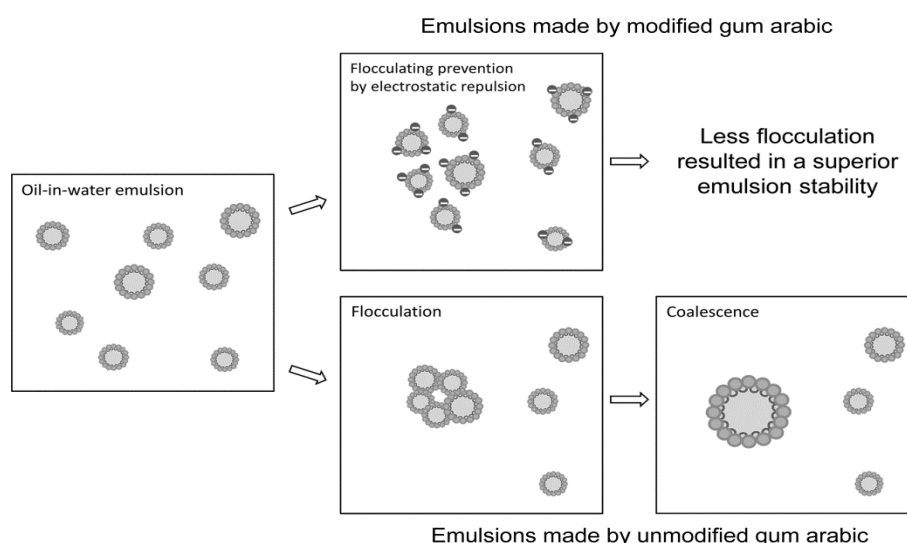 Emulsions made by modified gum arabic
Flocculating prevention
by electrostatic repulsion
Less flocculation
resulted in a superior
emulsion stability
Oil-in-water emulsion
Flocculation
Coalescence
Emulsions made by unmodified gum arabic